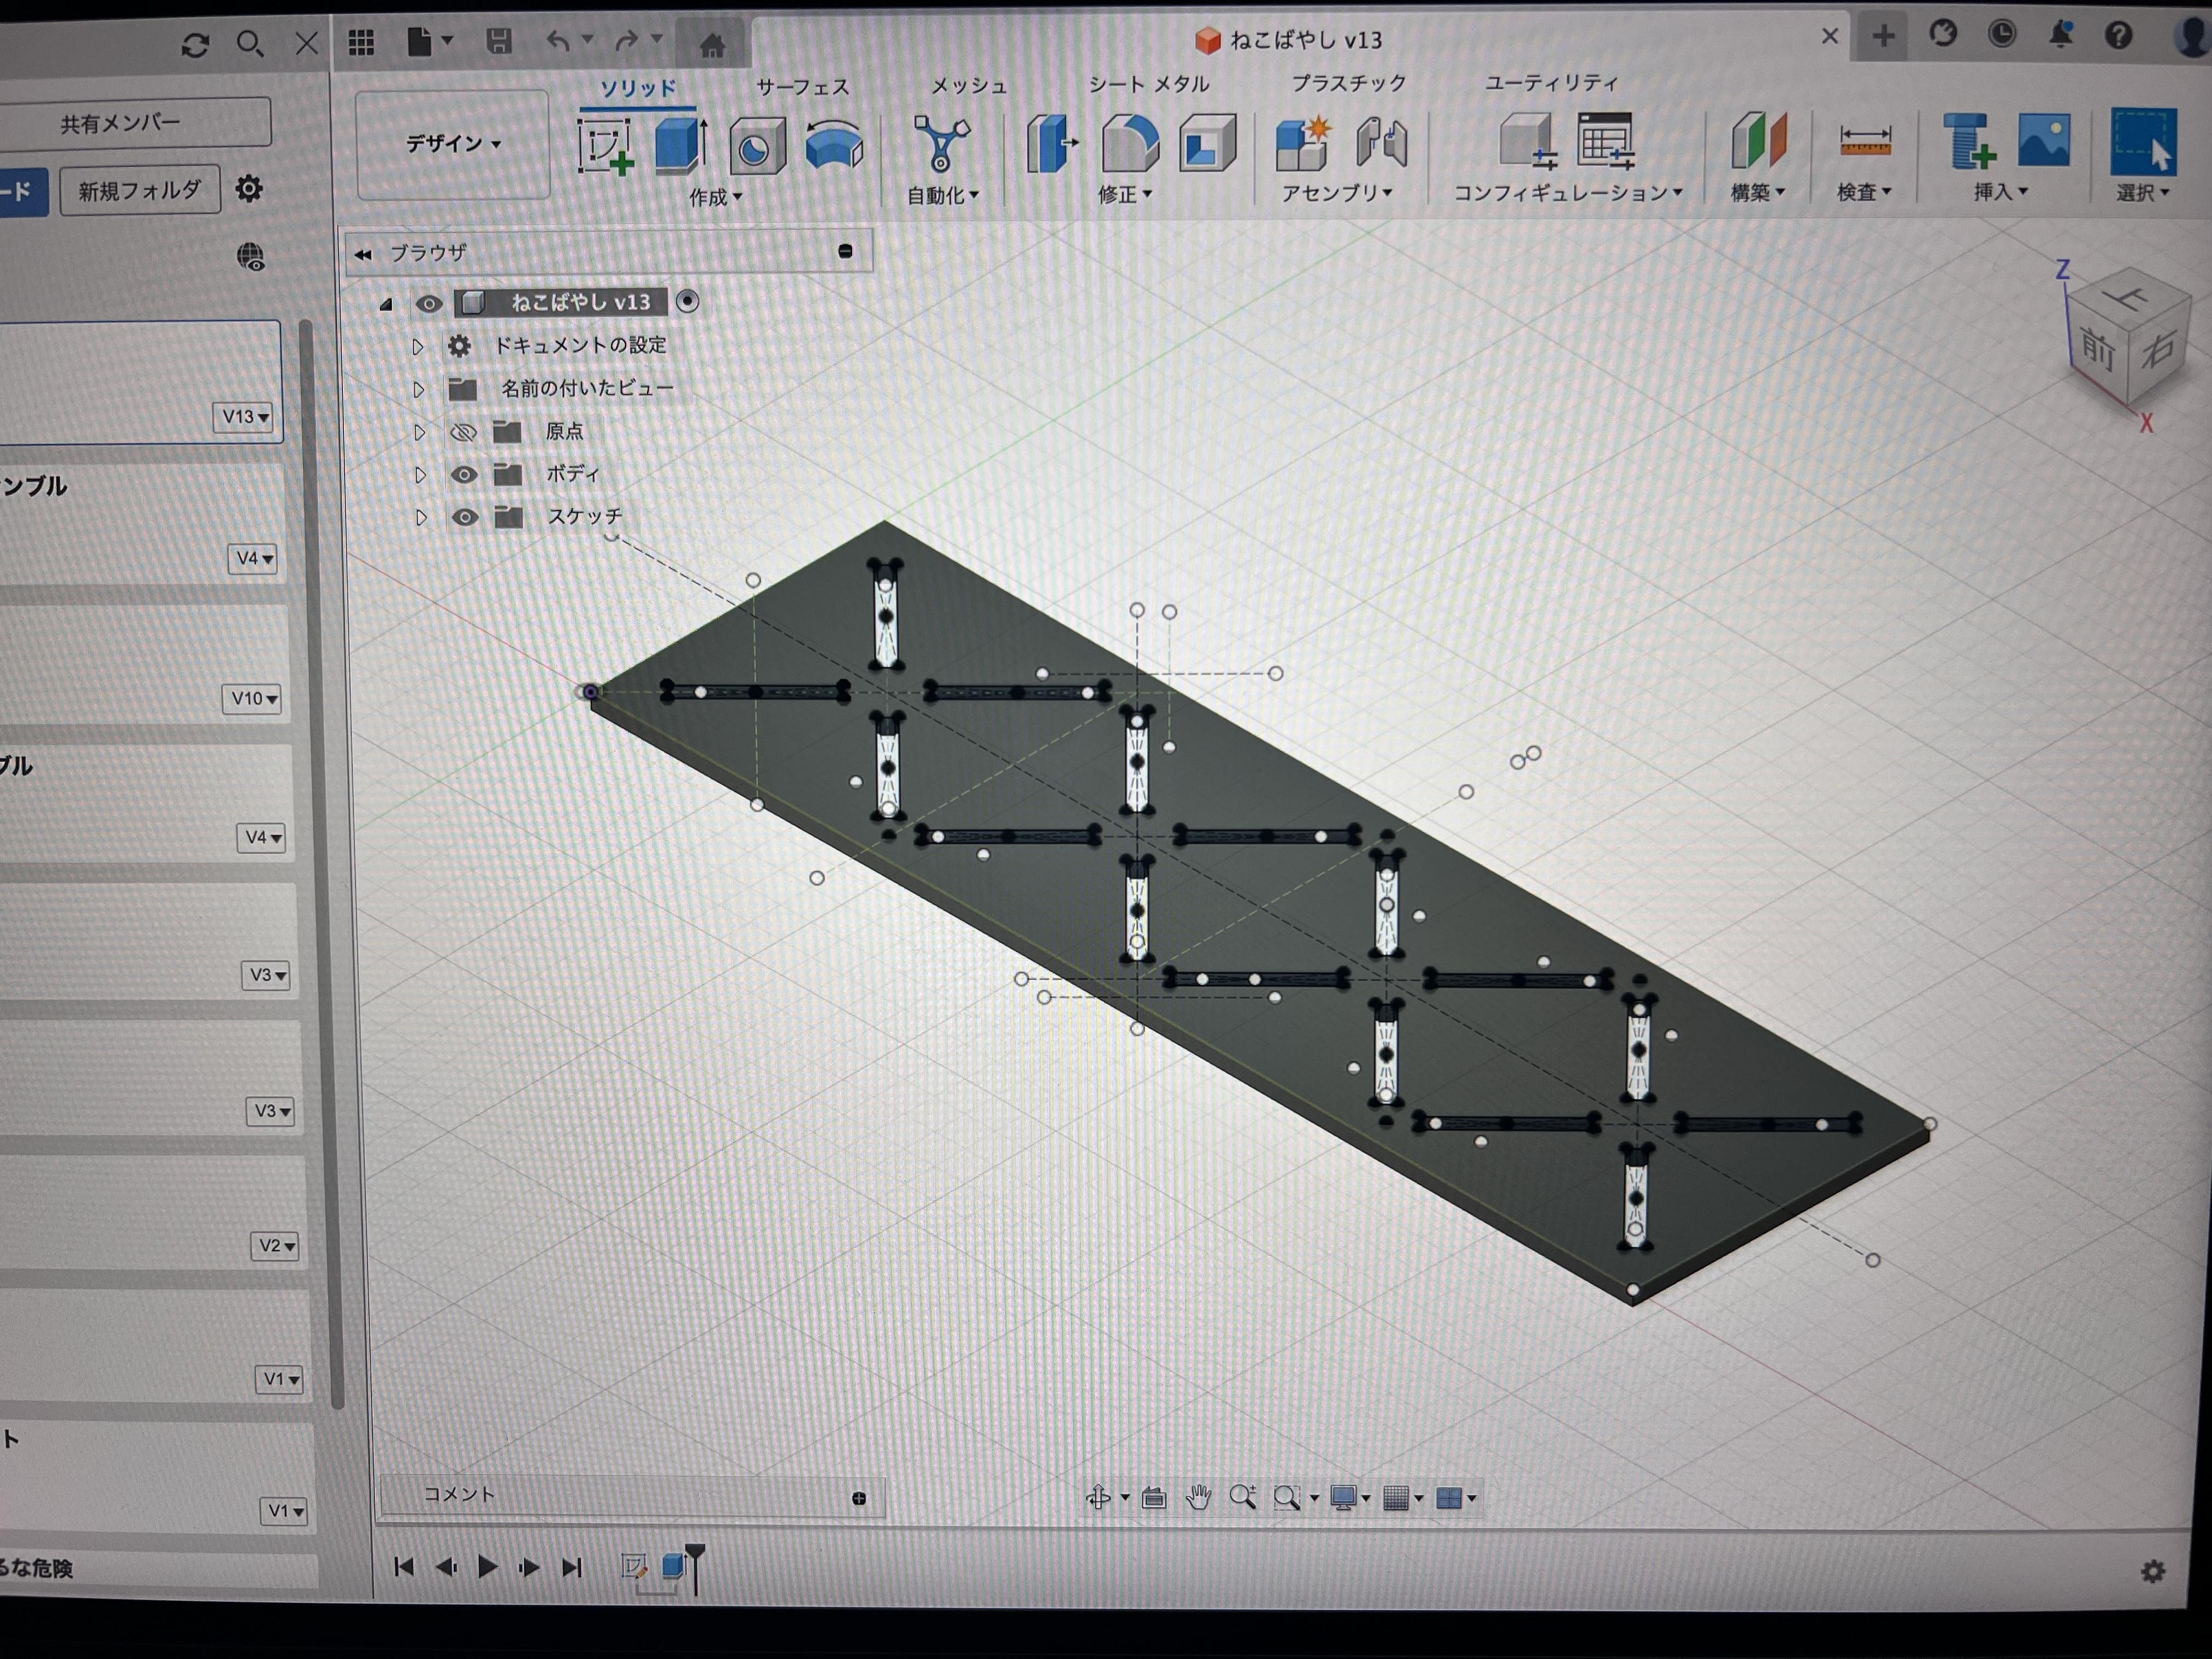 ねこばやし v13
共有メンバー
ード
新規フォルダ
デザイン
ソリッド
サーフェス
メッシュ
シート メタル
プラスチック
ユーティリティ
作成
自動化
修正
アセンブリ
コンフィギュレーション
構築
検査
挿入
選択
ブラウザ
ねこばやし v13
ドキュメントの設定
名前の付いたビュー
原点
ボディ
スケッチ
V13
ンブル
V4
V10
ブル
V4
V3
V3
V2
V1
ト
V1
るな危険
Z
上
前
右
X
コメント